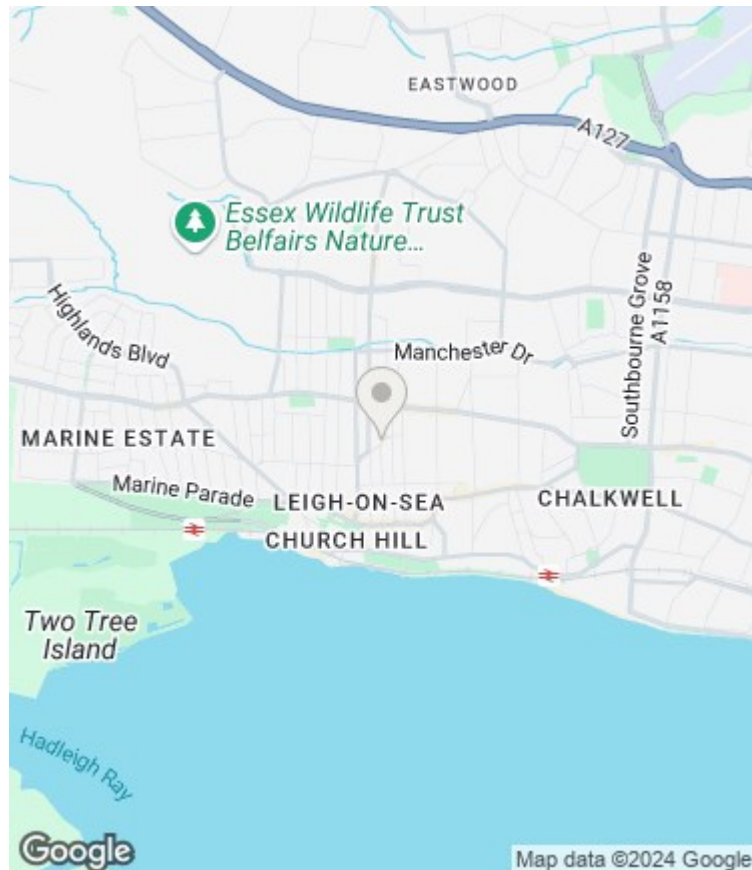 EASTWOOD
A127
Essex Wildlife Trust
Belfairs Nature...
Southbourne Grove
A1158
Highlands Blvd
Manchester Dr
MARINE ESTATE
Marine Parade
LEIGH-ON-SEA
CHALKWELL
CHURCH HILL
Two Tree
Island
Hadleigh Ray
Google
Map data ©2024 Google